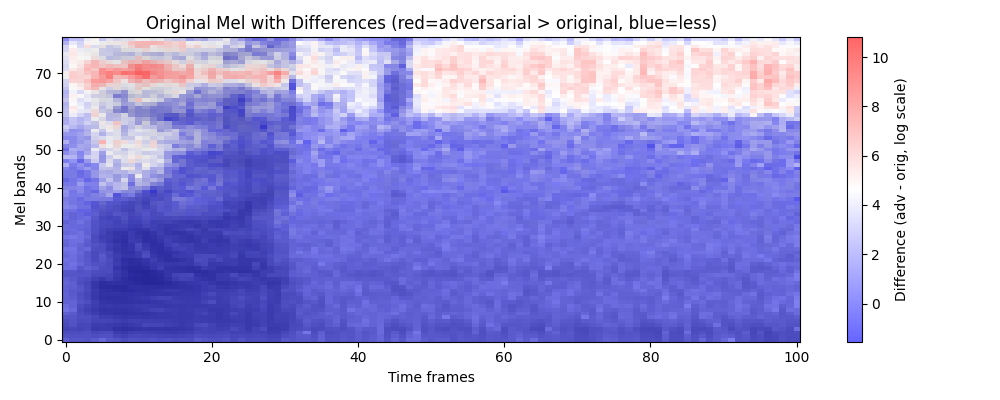 Original Mel with Differences (red=adversarial > original, blue=less)
Mel bands
70
60
50
40
30
20
10
0
0 20 40 60 80 100
Time frames
10
8
6
4
2
0
Difference (adv - orig, log scale)